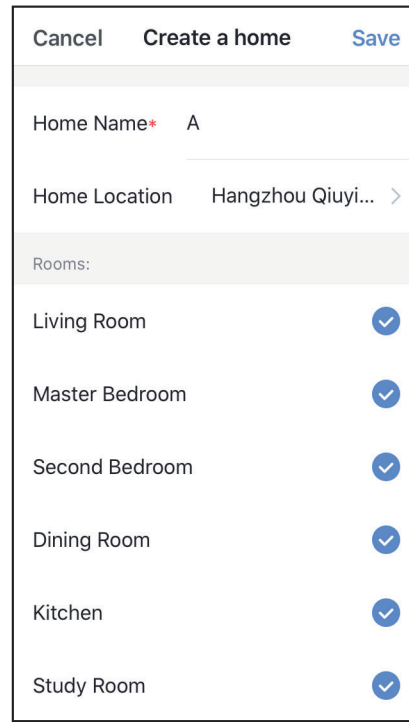 Cancel Create a home Save
Home Name* A
Home Location Hangzhou Qiuyi...
Rooms:
Living Room
Master Bedroom
Second Bedroom
Dining Room
Kitchen
Study Room